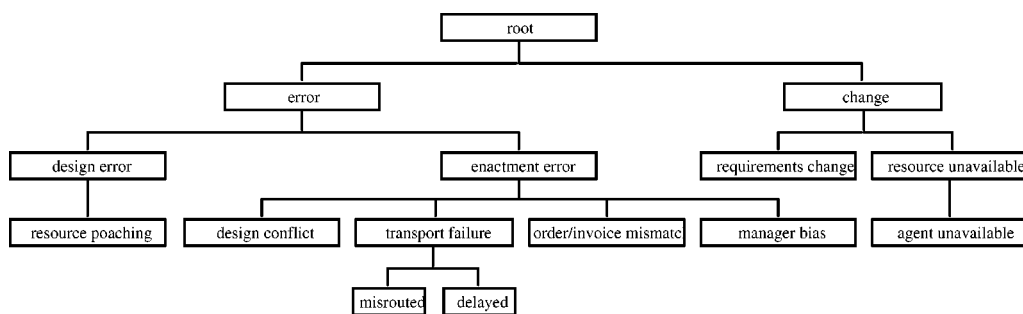 root
error
change
design error
enactment error
requirements change
resource unavailable
resource poaching
design conflict
transport failure
order/invoice mismatc
manager bias
agent unavailable
misrouted
delayed